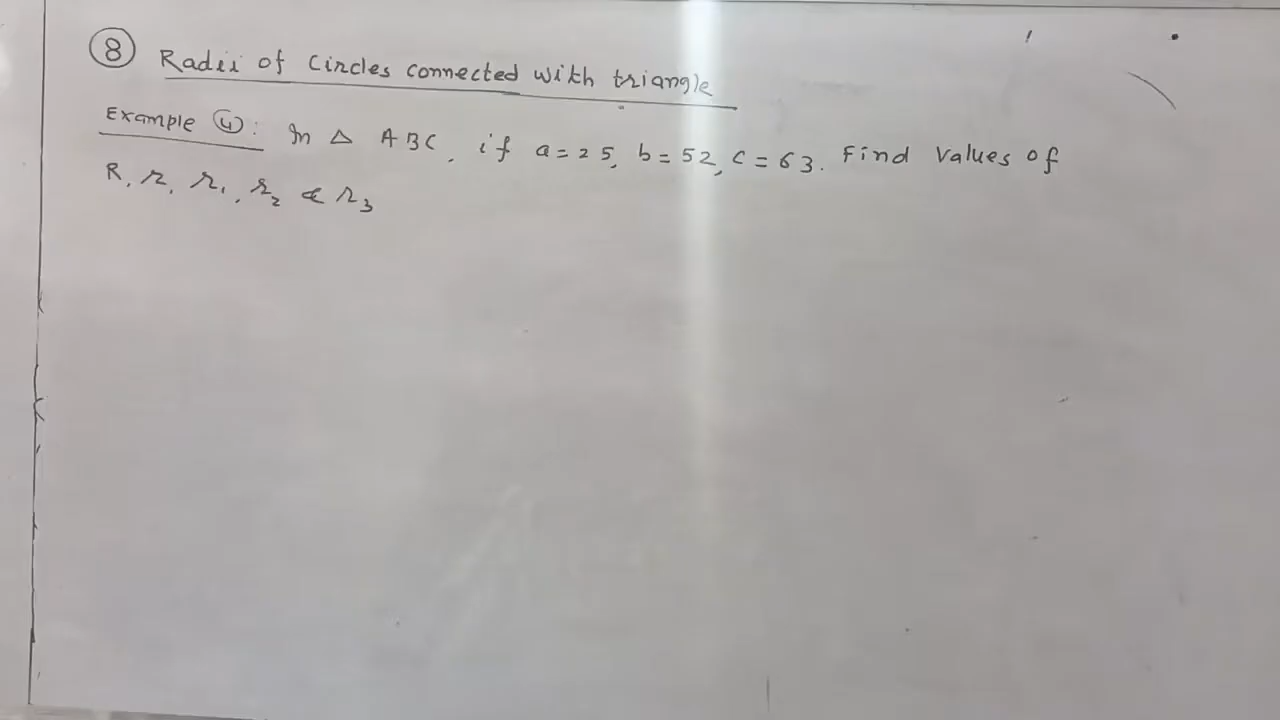 ⑧ Radii of Circles connected with triangle
Example ④: In Δ ABC, if a=25, b=52, c=63. Find Values of
R, r, r₁, r₂ & r₃